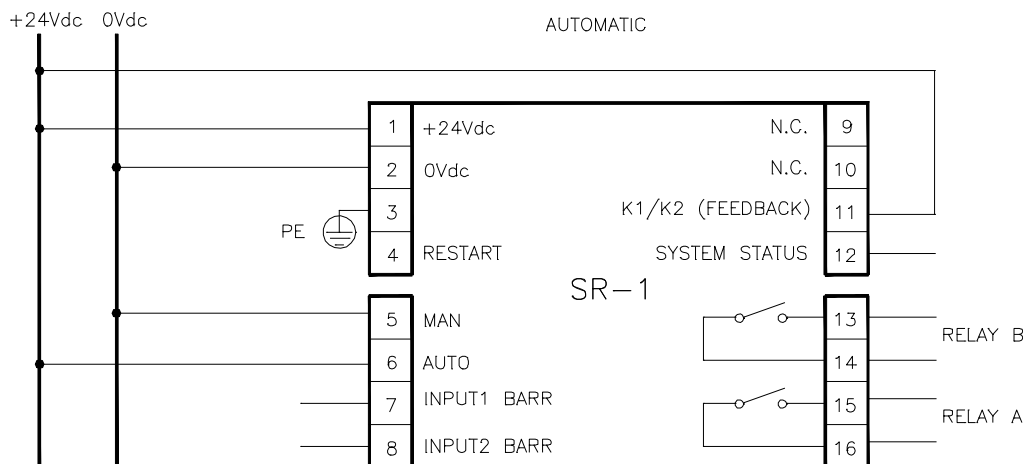 +24Vdc 0Vdc
AUTOMATIC
1 +24Vdc N.C. 9
2 0Vdc N.C. 10
3 K1/K2 (FEEDBACK) 11
PE
4 RESTART SYSTEM STATUS 12
SR-1
5 MAN 13
RELAY B
6 AUTO 14
7 INPUT1 BARR 15
RELAY A
8 INPUT2 BARR 16